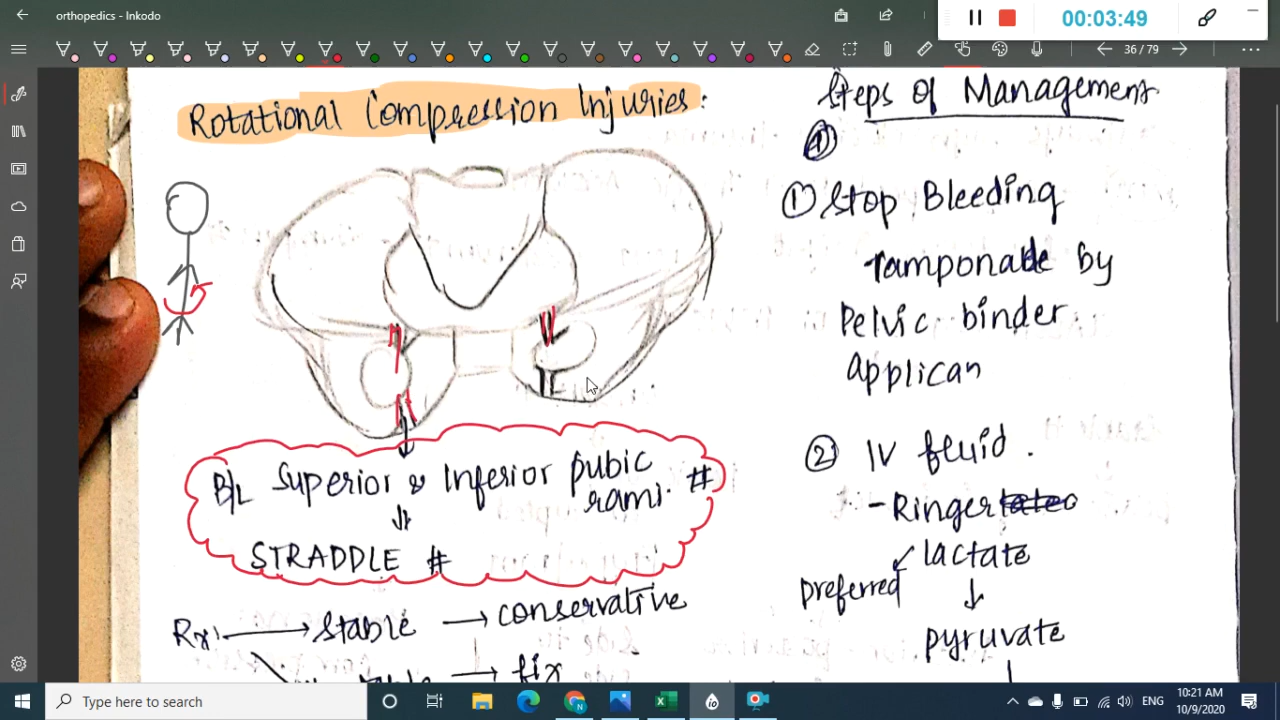 orthopedics - Inkodo
00:03:49
36 / 79
Rotational Compression Injuries:
B/L Superior & Inferior pubic
rami. #
STRADDLE #
Rx → stable → conservative
→ fix
Steps of Management
①
① Stop Bleeding
Tamponade by
Pelvic binder
applican
② IV fluid.
- Ringer
lactate
preferred
pyruvate
Type here to search
ENG
10:21 AM
10/9/2020